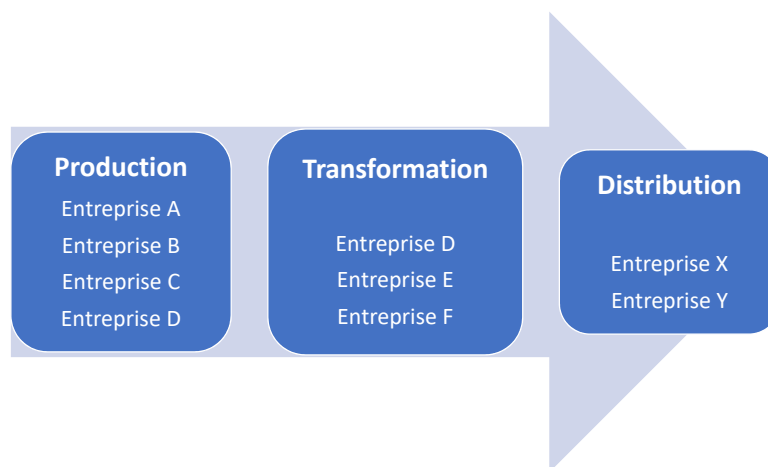 Production
Entreprise A
Entreprise B
Entreprise C
Entreprise D
Transformation
Entreprise D
Entreprise E
Entreprise F
Distribution
Entreprise X
Entreprise Y